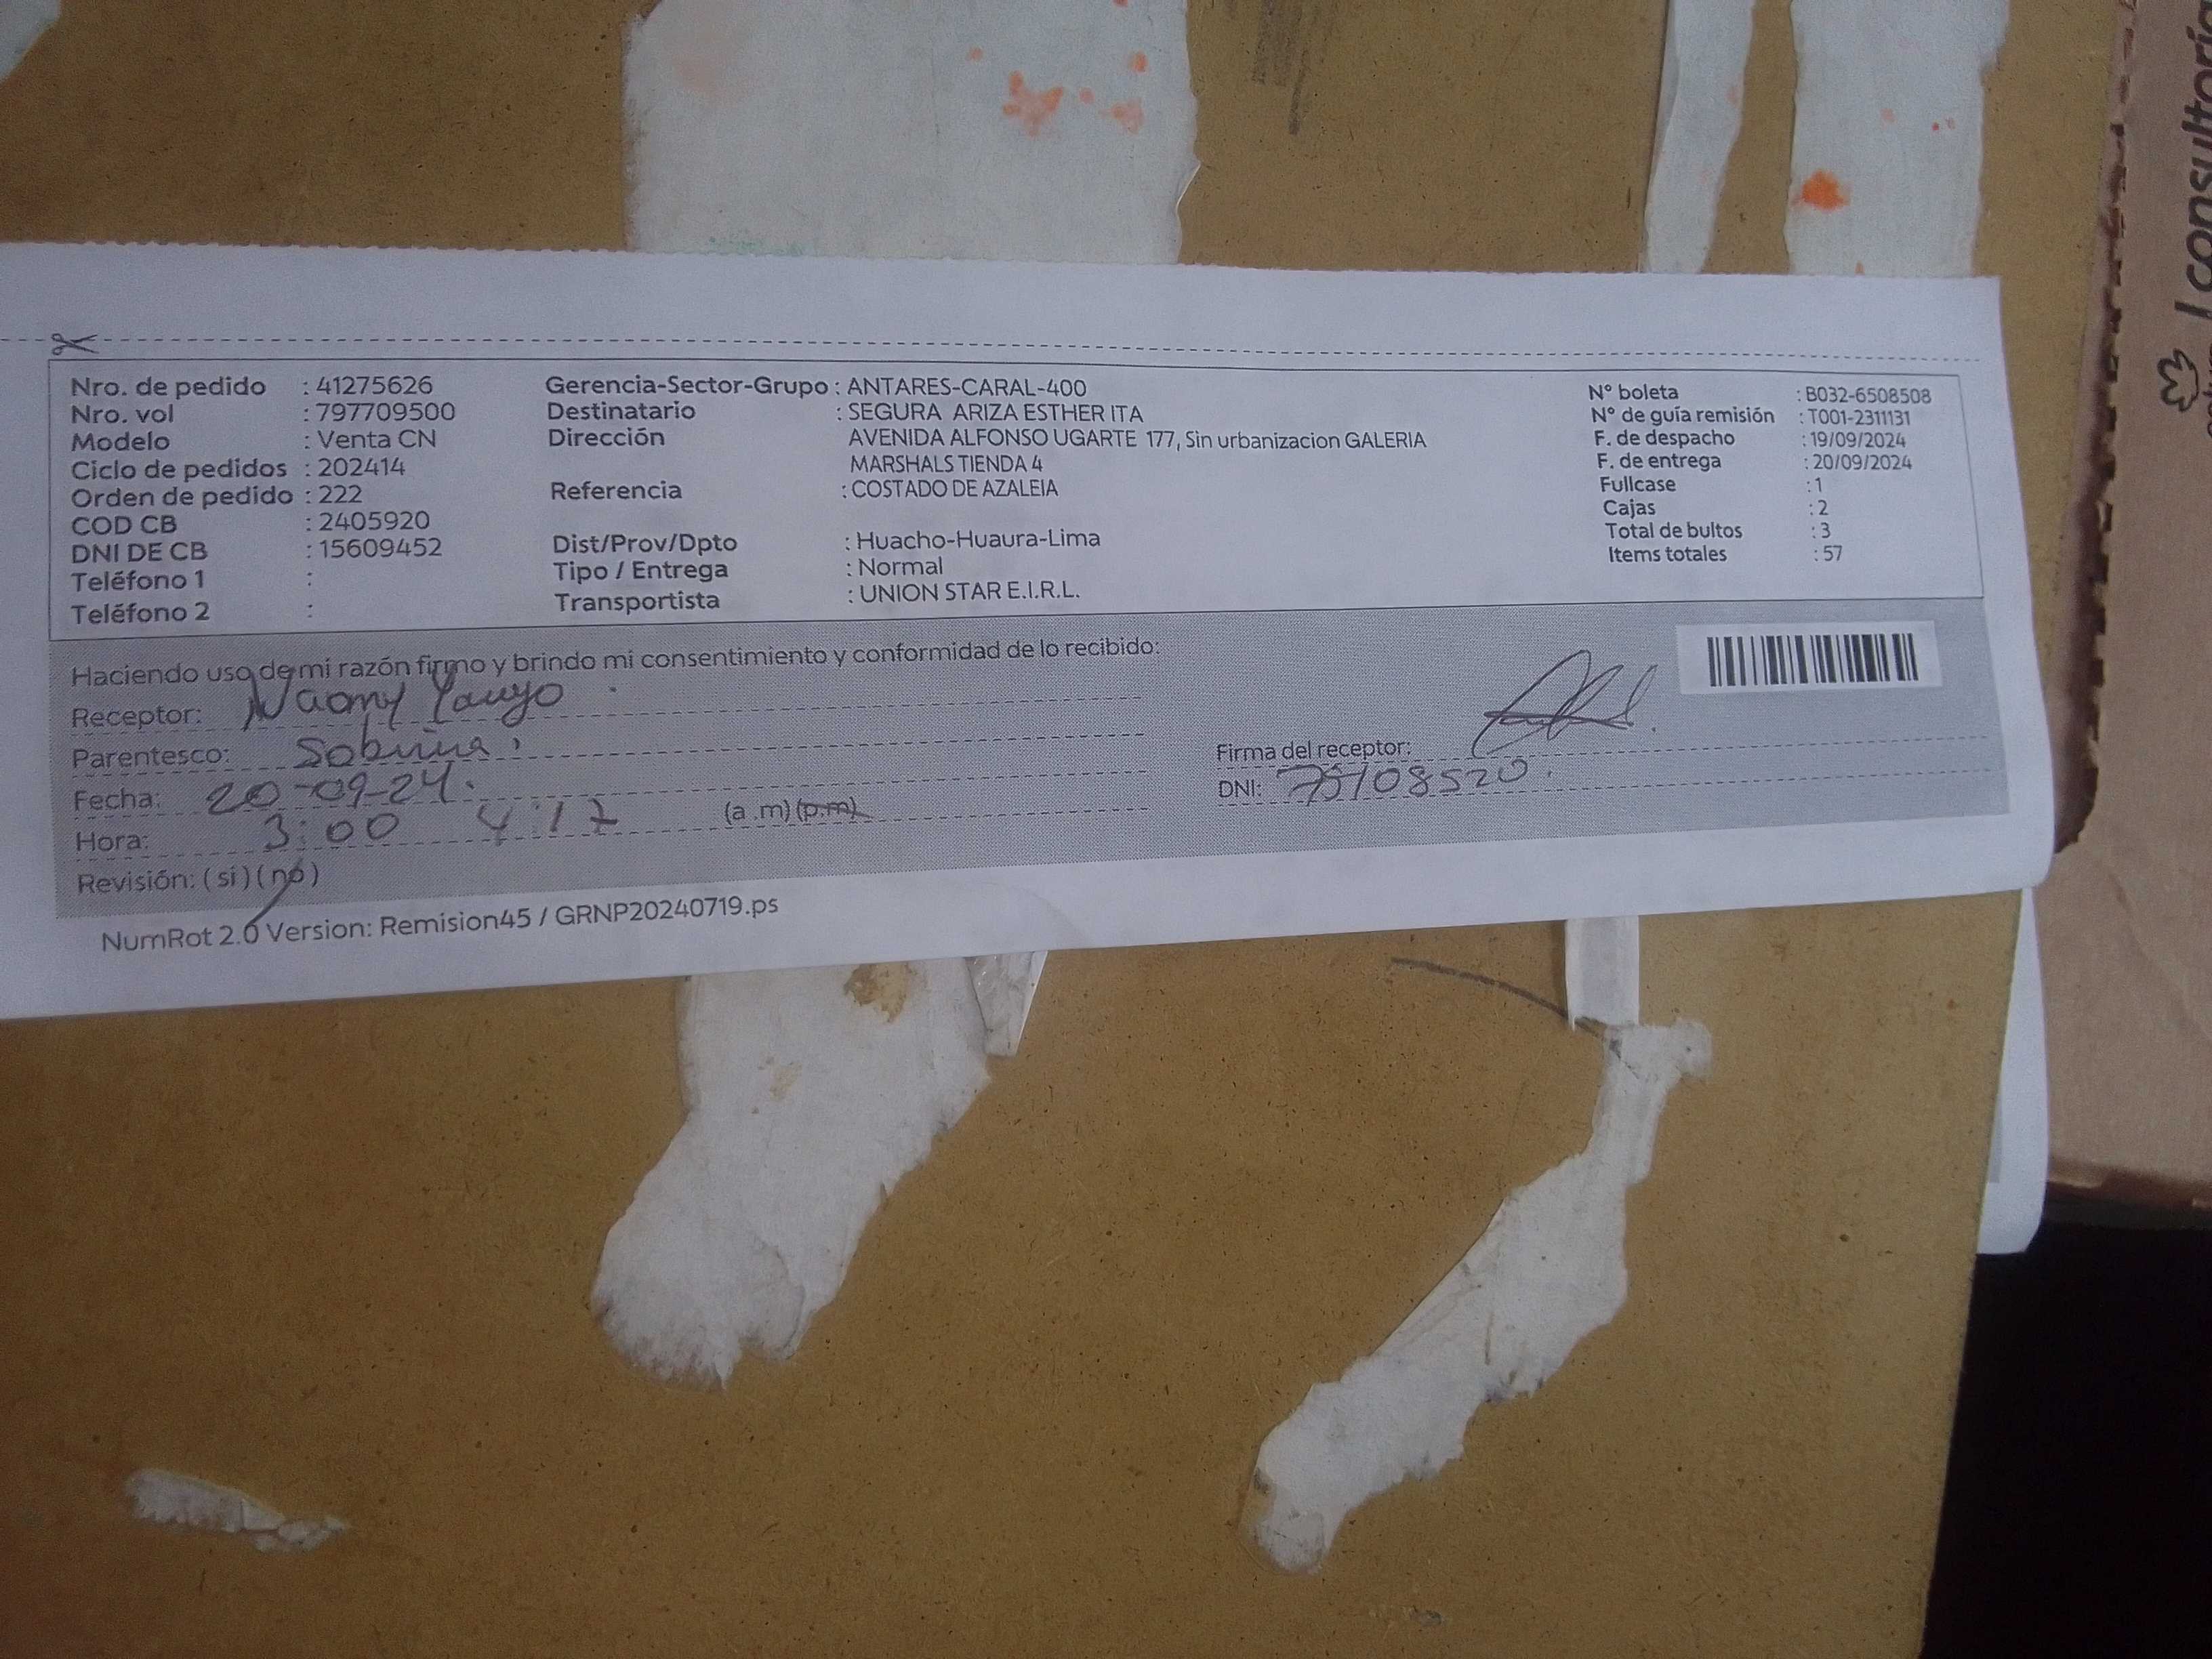 Nro. de pedido : 41275626
Nro. vol : 797709500
Modelo : Venta CN
Ciclo de pedidos : 202414
Orden de pedido : 222
COD CB : 2405920
DNI DE CB : 15609452
Teléfono 1 :
Teléfono 2 :
Gerencia-Sector-Grupo : ANTARES-CARAL-400
Destinatario : SEGURA ARIZA ESTHER ITA
Dirección AVENIDA ALFONSO UGARTE 177, Sin urbanizacion GALERIA
MARSHALS TIENDA 4
Referencia : COSTADO DE AZALEIA
Dist/Prov/Dpto : Huacho-Huaura-Lima
Tipo / Entrega : Normal
Transportista : UNION STAR E.I.R.L.
N° boleta : B032-6508508
N° de guía remisión : T001-2311131
F. de despacho : 19/09/2024
F. de entrega : 20/09/2024
Fullcase : 1
Cajas : 2
Total de bultos : 3
Items totales : 57
Haciendo uso de mi razón firmo y brindo mi consentimiento y conformidad de lo recibido:
Receptor: Naomy Yauyo
Parentesco: Sobrina
Fecha: 20-09-24.
Hora: 3:00 4:17 (a .m) (p.m)
Revisión: ( si ) ( no )
Firma del receptor:
DNI: 75108520.
NumRot 2.0 Version: Remision45 / GRNP20240719.ps
consultoría